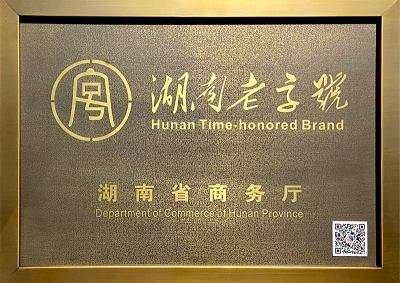 湖南老字號
Hunan Time-honored Brand
湖南省商务厅
Department of Commerce of Hunan Province